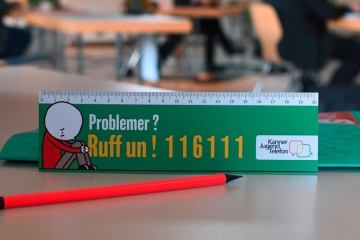 Problemer ?
Ruff un ! 116111
Kanner
Jugend
Telefon